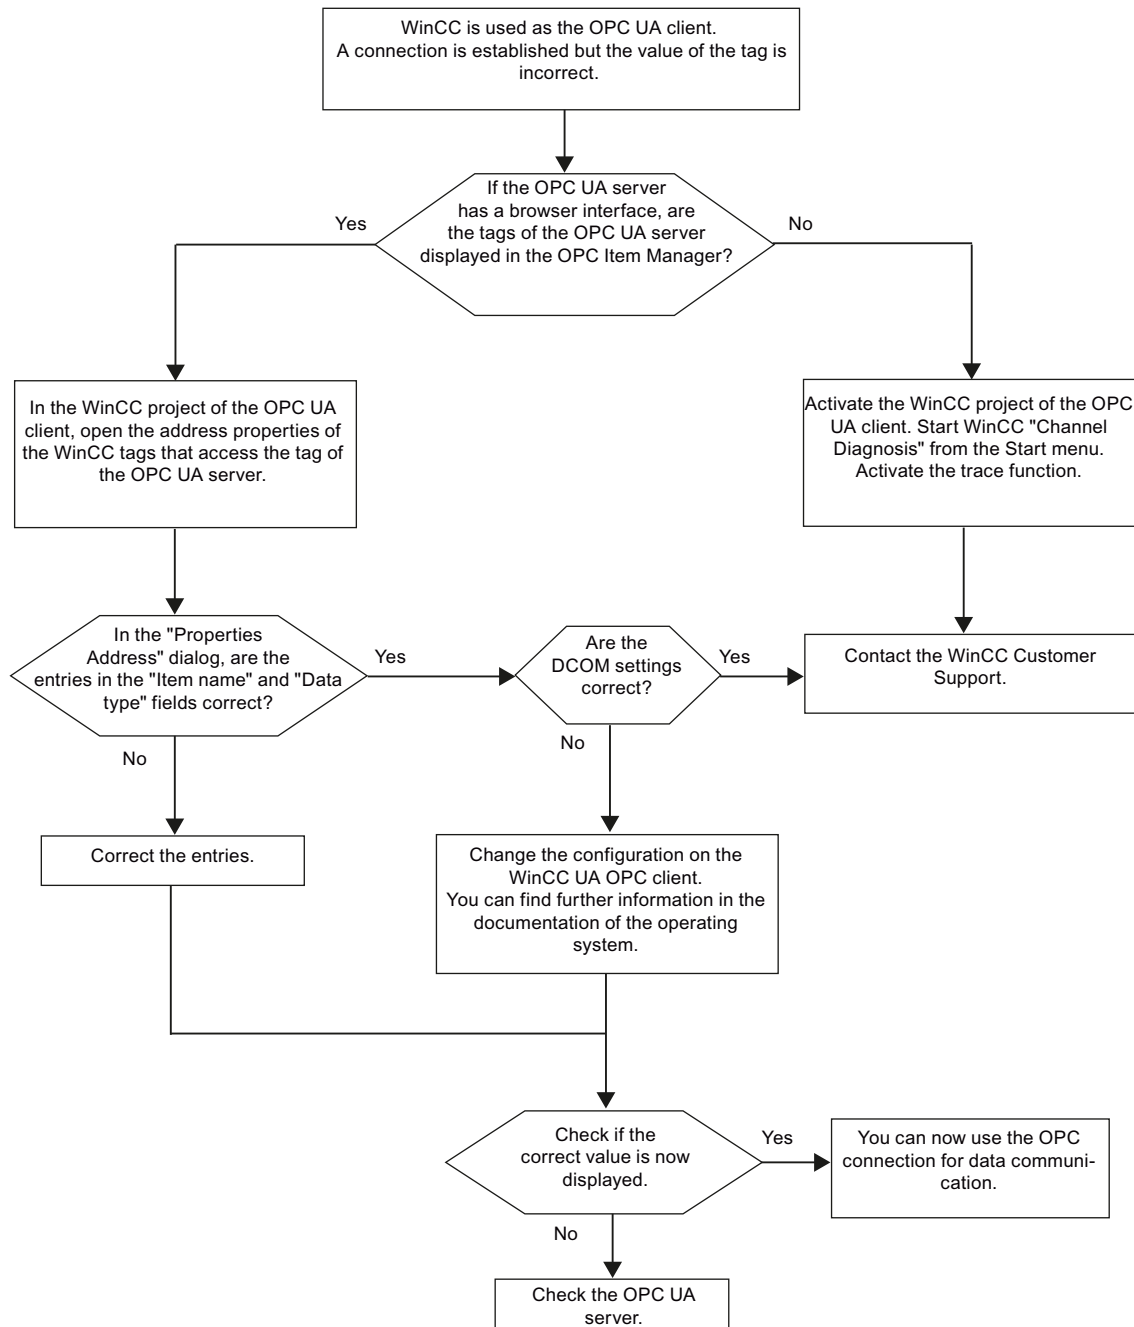 WinCC is used as the OPC UA client.
A connection is established but the value of the tag is
incorrect.
If the OPC UA server
has a browser interface, are
the tags of the OPC UA server
displayed in the OPC Item Manager?
Yes
No
In the WinCC project of the OPC UA
client, open the address properties of
the WinCC tags that access the tag of
the OPC UA server.
Activate the WinCC project of the OPC
UA client. Start WinCC "Channel
Diagnosis" from the Start menu.
Activate the trace function.
In the "Properties
Address" dialog, are the
entries in the "Item name" and "Data
type" fields correct?
Yes
No
Are the
DCOM settings
correct?
Yes
No
Contact the WinCC Customer
Support.
Correct the entries.
Change the configuration on the
WinCC UA OPC client.
You can find further information in the
documentation of the operating
system.
Check if the
correct value is now
displayed.
Yes
No
You can now use the OPC
connection for data communi-
cation.
Check the OPC UA
server.